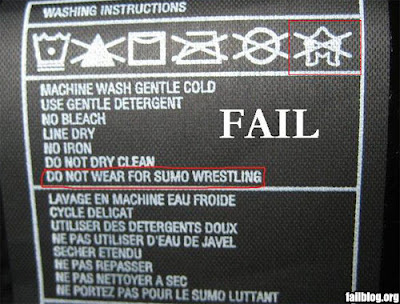 WASHING INSTRUCTIONS
MACHINE WASH GENTLE COLD
USE GENTLE DETERGENT
NO BLEACH
LINE DRY
NO IRON
DO NOT DRY CLEAN
DO NOT WEAR FOR SUMO WRESTLING
FAIL
LAVAGE EN MACHINE EAU FROIDE
CYCLE DELICAT
UTILISER DES DETERGENTS DOUX
NE PAS UTILISER D'EAU DE JAVEL
SECHER ETENDU
NE PAS REPASSER
NE PAS NETTOYER A SEC
NE PORTEZ PAS POUR LE SUMO LUTTANT
failblog.org